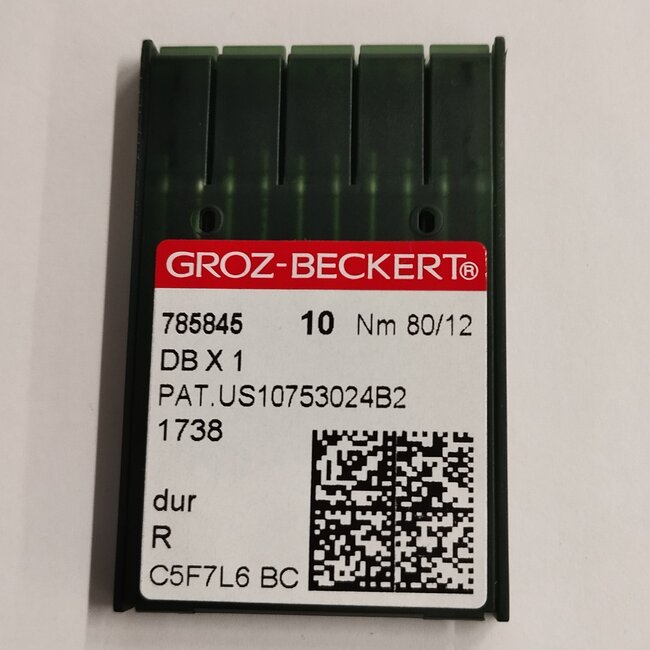 GROZ-BECKERT®
785845 10 Nm 80/12
DB X 1
PAT.US10753024B2
1738
dur
R
C5F7L6 BC